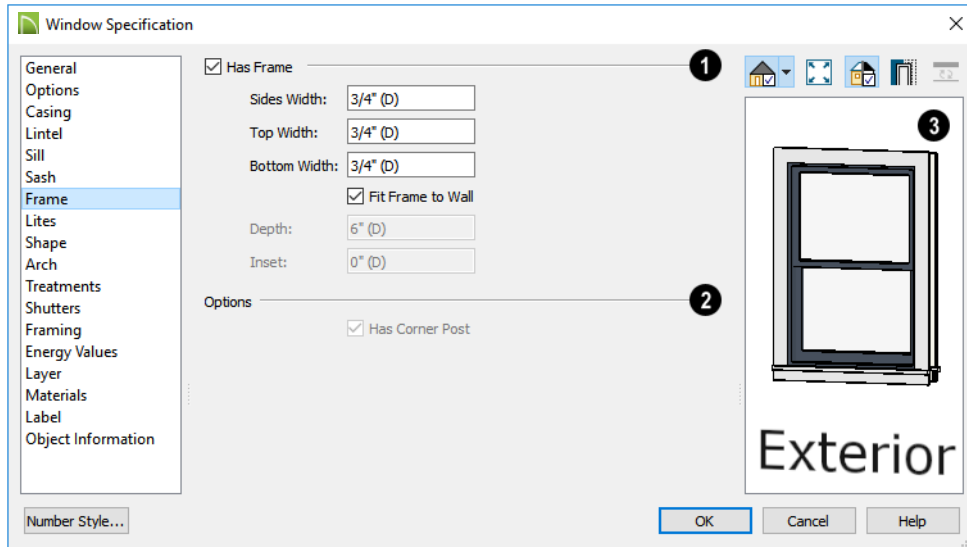 Window Specification
General
Options
Casing
Lintel
Sill
Sash
Frame
Lites
Shape
Arch
Treatments
Shutters
Framing
Energy Values
Layer
Materials
Label
Object Information
Has Frame
1
Sides Width: 3/4" (D)
Top Width: 3/4" (D)
Bottom Width: 3/4" (D)
Fit Frame to Wall
Depth: 6" (D)
Inset: 0" (D)
Options
2
Has Corner Post
3
Exterior
Number Style...
OK
Cancel
Help